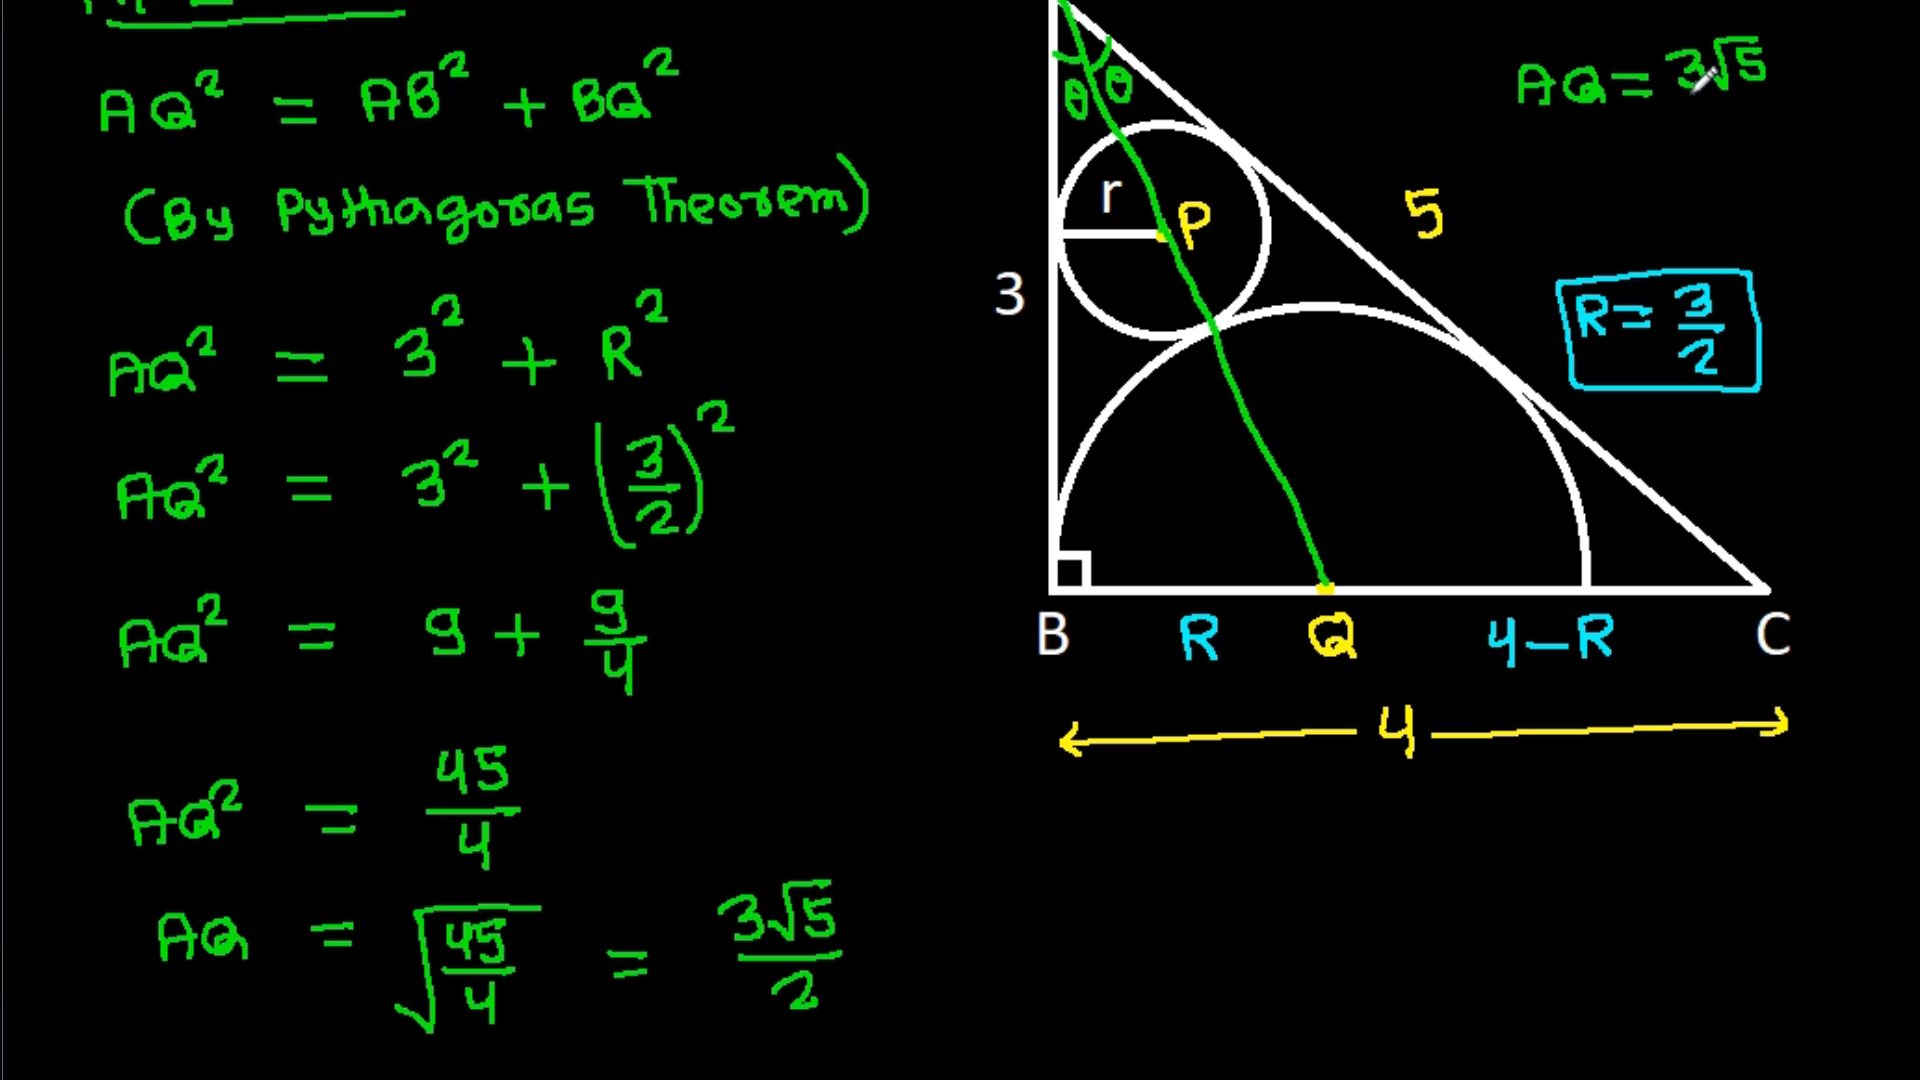 AQ² = AB² + BQ²
(By Pythagoras Theorem)
AQ² = 3² + R²
AQ² = 3² + (3/2)²
AQ² = 9 + 9/4
AQ² = 45/4
AQ = √(45/4) = 3√5/2
θ θ
AQ = 3√5
r P
5
3
R = 3/2
B R Q 4-R C
4